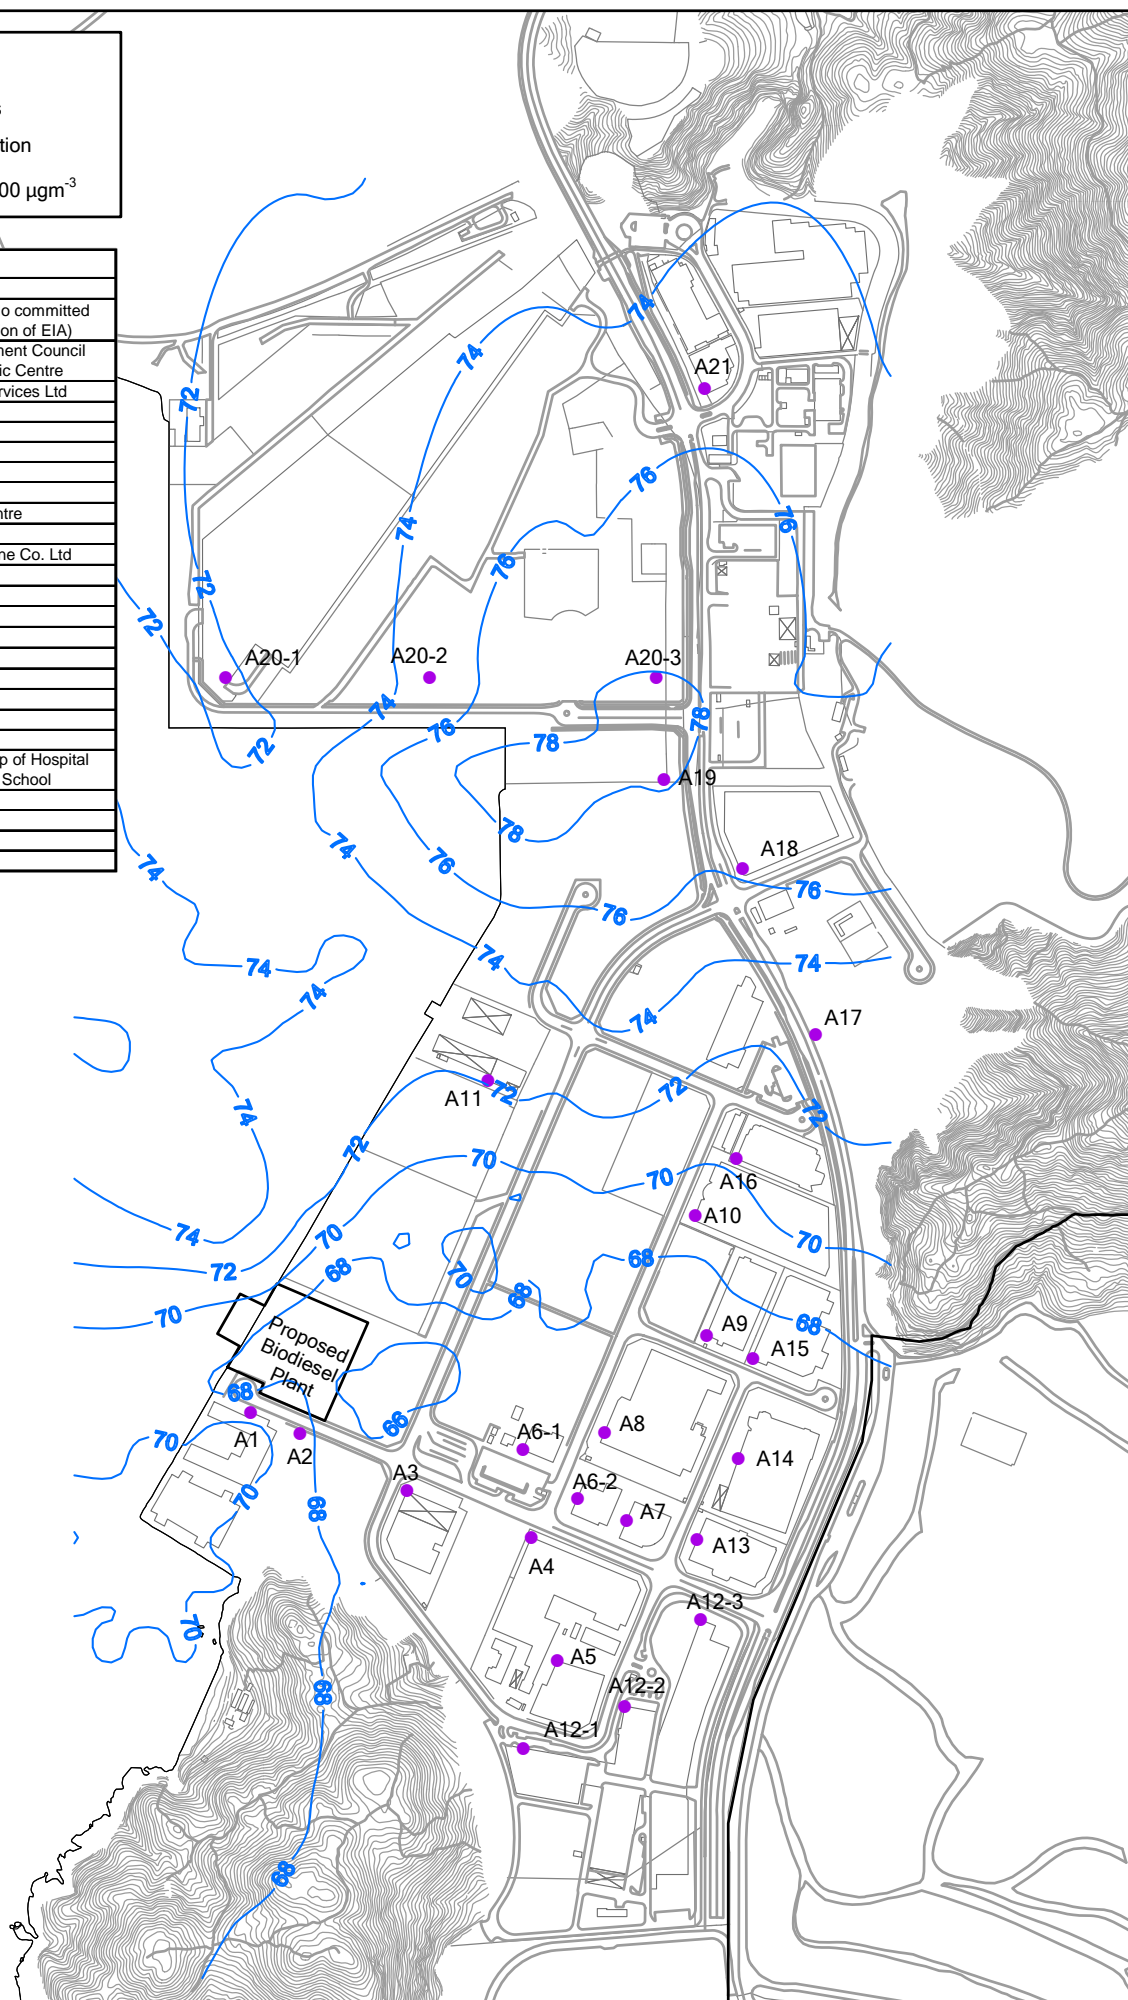 s
tion
00 µgm-3
o committed
on of EIA)
nent Council
ic Centre
rvices Ltd
ntre
ne Co. Ltd
p of Hospital
School
74
A21
74
72
76
76
74
76
72
72
A20-1
A20-2
A20-3
74
76
78
78
72
A19
78
74
76
A18
74
76
76
74
74
74
74
74
A17
A11
72
72
74
72
72
70
70
A16
A10
74
70
70
68
72
68
70
68
70
68
A9
A15
Proposed
Biodiesel
Plant
68
66
A1
A2
70
A6-1
A8
A14
A3
A6-2
70
68
A7
A4
A13
A12-3
70
A5
68
A12-2
A12-1
68